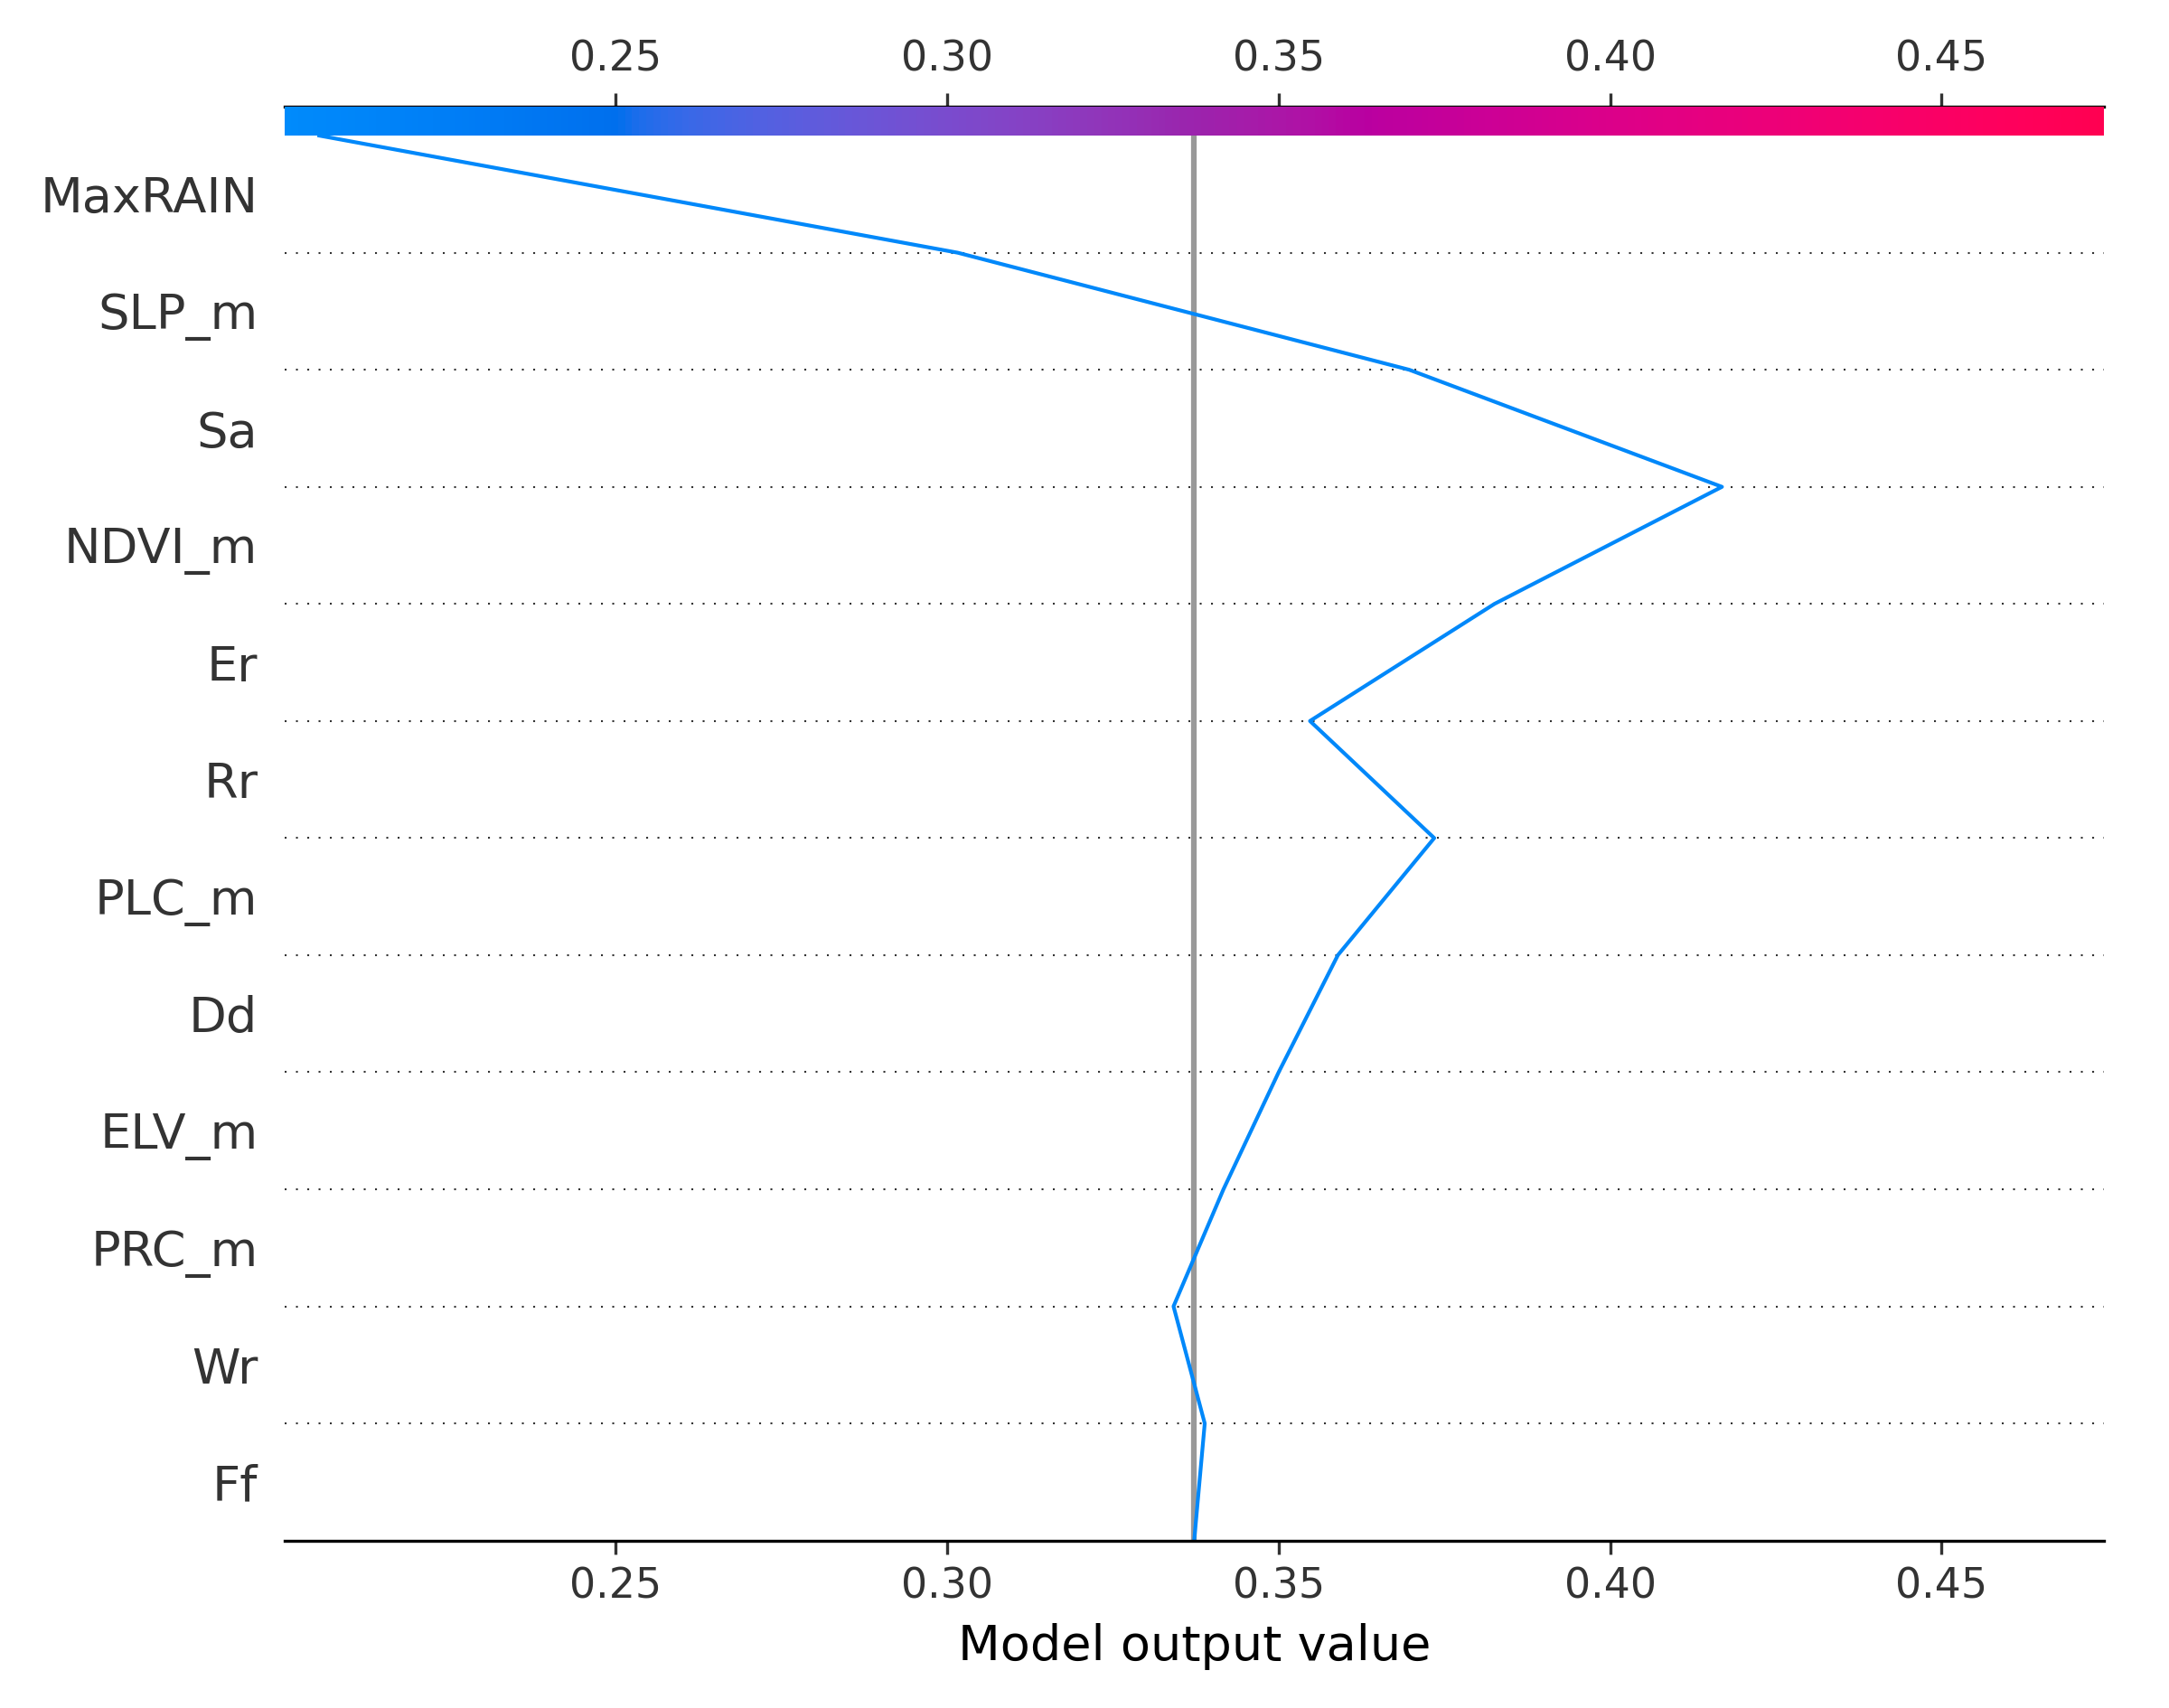 0.25 0.30 0.35 0.40 0.45
MaxRAIN
SLP_m
Sa
NDVI_m
Er
Rr
PLC_m
Dd
ELV_m
PRC_m
Wr
Ff
0.25 0.30 0.35 0.40 0.45
Model output value